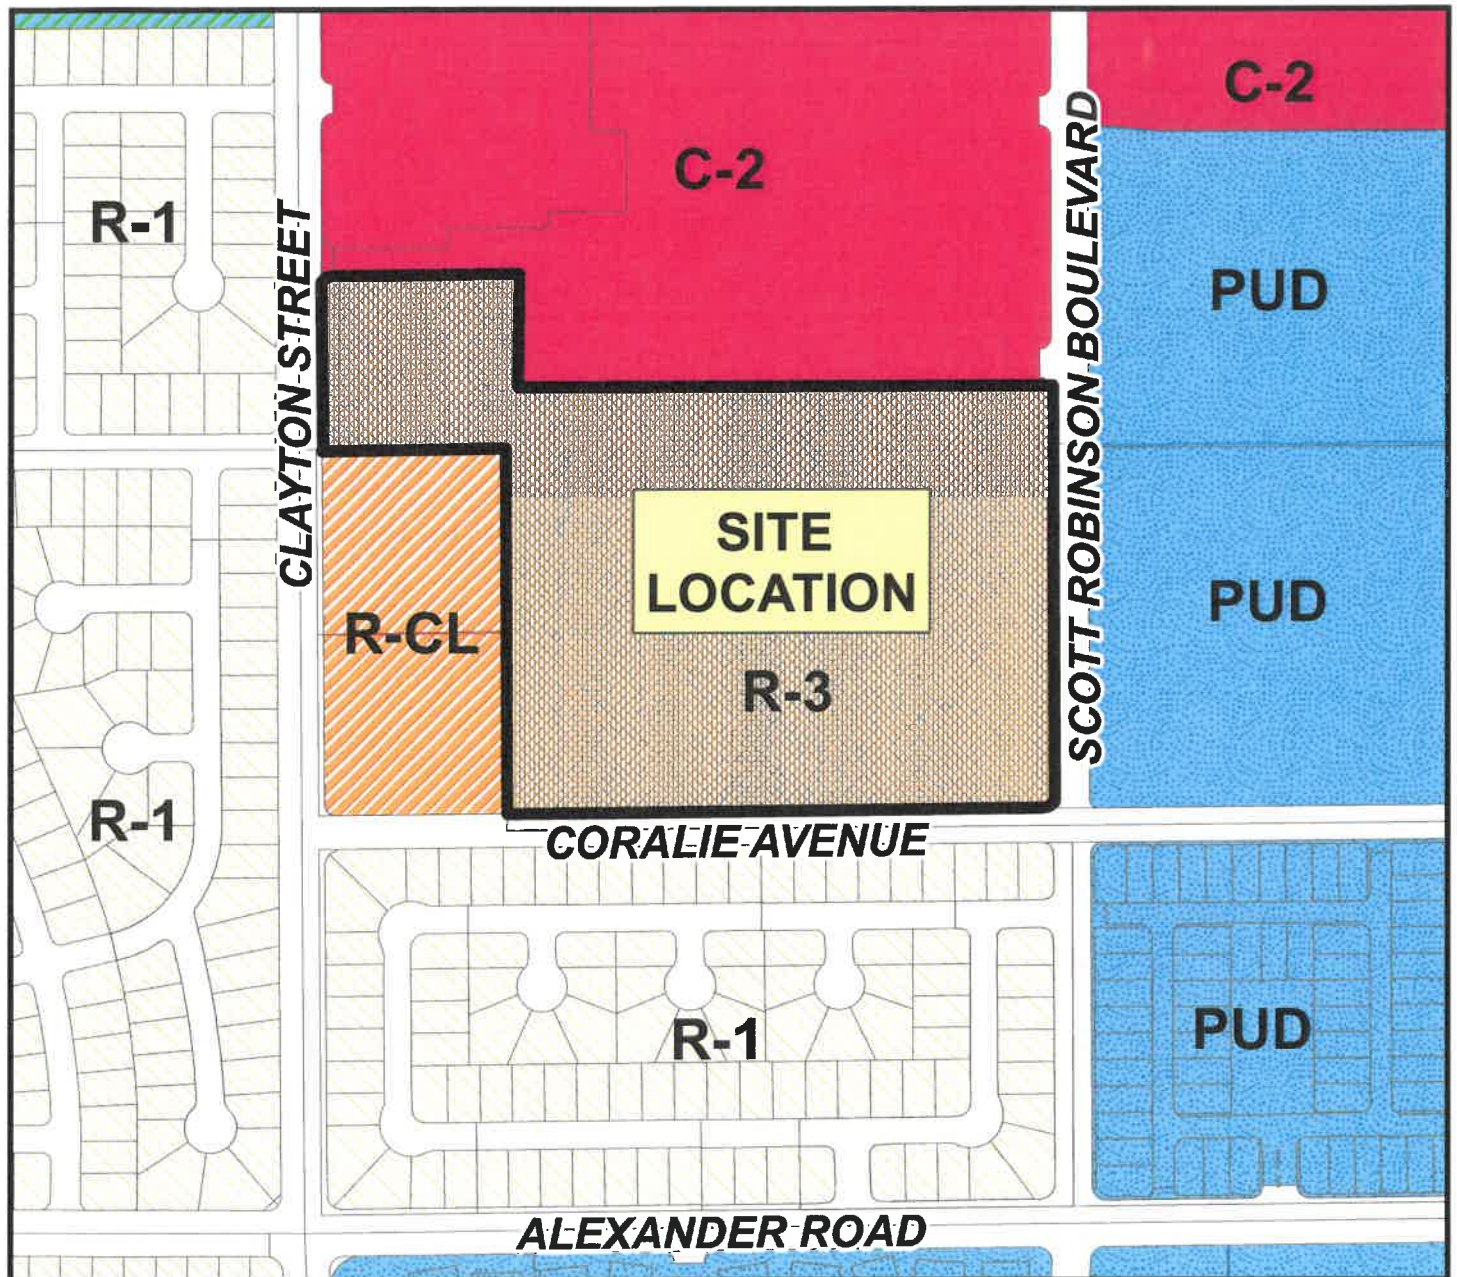 C-2
C-2
R-1
CLAYTON STREET
SCOTT ROBINSON BOULEVARD
PUD
SITE
LOCATION
PUD
R-CL
R-3
R-1
CORALIE AVENUE
R-1
PUD
ALEXANDER ROAD